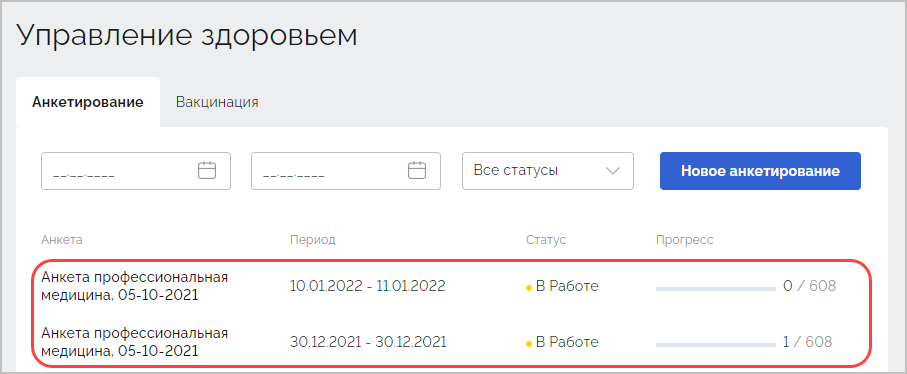 Управление здоровьем
Анкетирование Вакцинация
__.__.____ __.__.____ Все статусы Новое анкетирование
Анкета Период Статус Прогресс
Анкета профессиональная
медицина, 05-10-2021
10.01.2022 - 11.01.2022 В Работе 0 / 608
Анкета профессиональная
медицина, 05-10-2021
30.12.2021 - 30.12.2021 В Работе 1 / 608